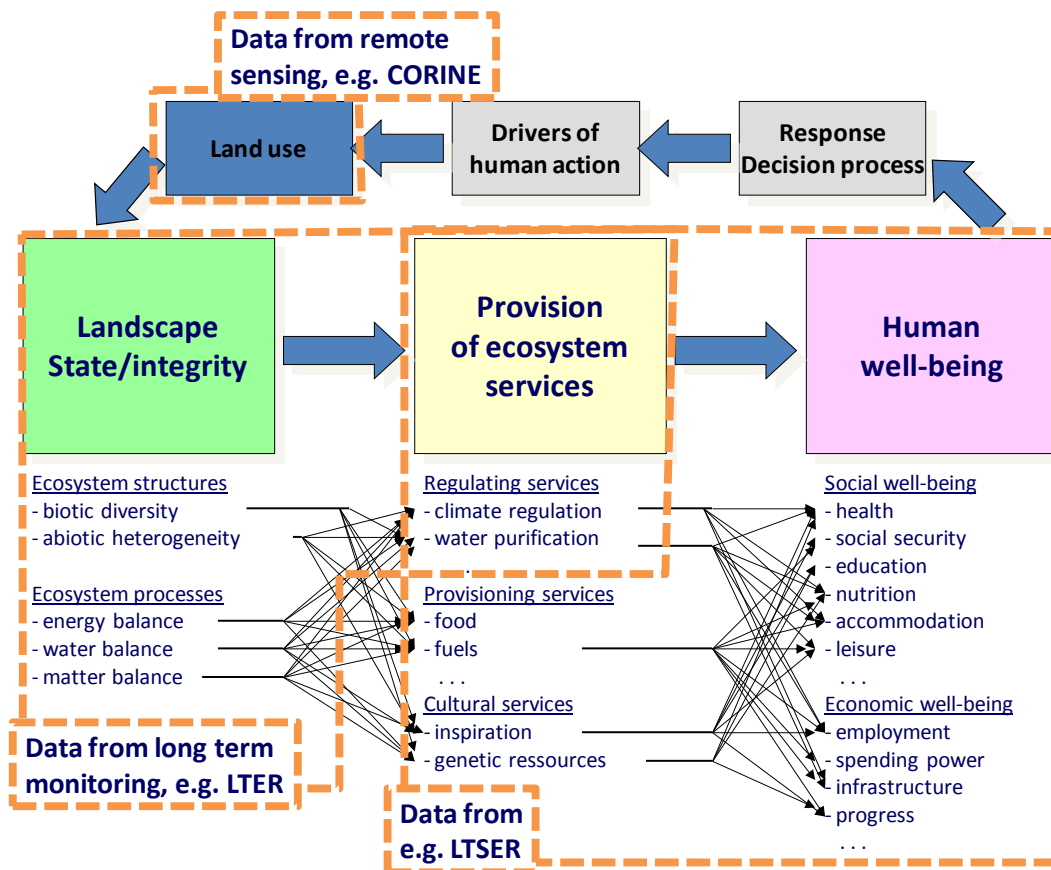 Data from remote
sensing, e.g. CORINE
Land use
Drivers of
human action
Response
Decision process
Landscape
State/integrity
Provision
of ecosystem
services
Human
well-being
Ecosystem structures
- biotic diversity
- abiotic heterogeneity
Ecosystem processes
- energy balance
- water balance
- matter balance
Regulating services
- climate regulation
- water purification
. . .
Provisioning services
- food
- fuels
. . .
Cultural services
- inspiration
- genetic ressources
Social well-being
- health
- social security
- education
- nutrition
- accommodation
- leisure
. . .
Economic well-being
- employment
- spending power
- infrastructure
- progress
. . .
Data from long term
monitoring, e.g. LTER
Data from
e.g. LTSER